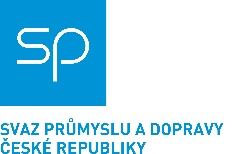 sp
SVAZ PRŮMYSLU A DOPRAVY
ČESKÉ REPUBLIKY